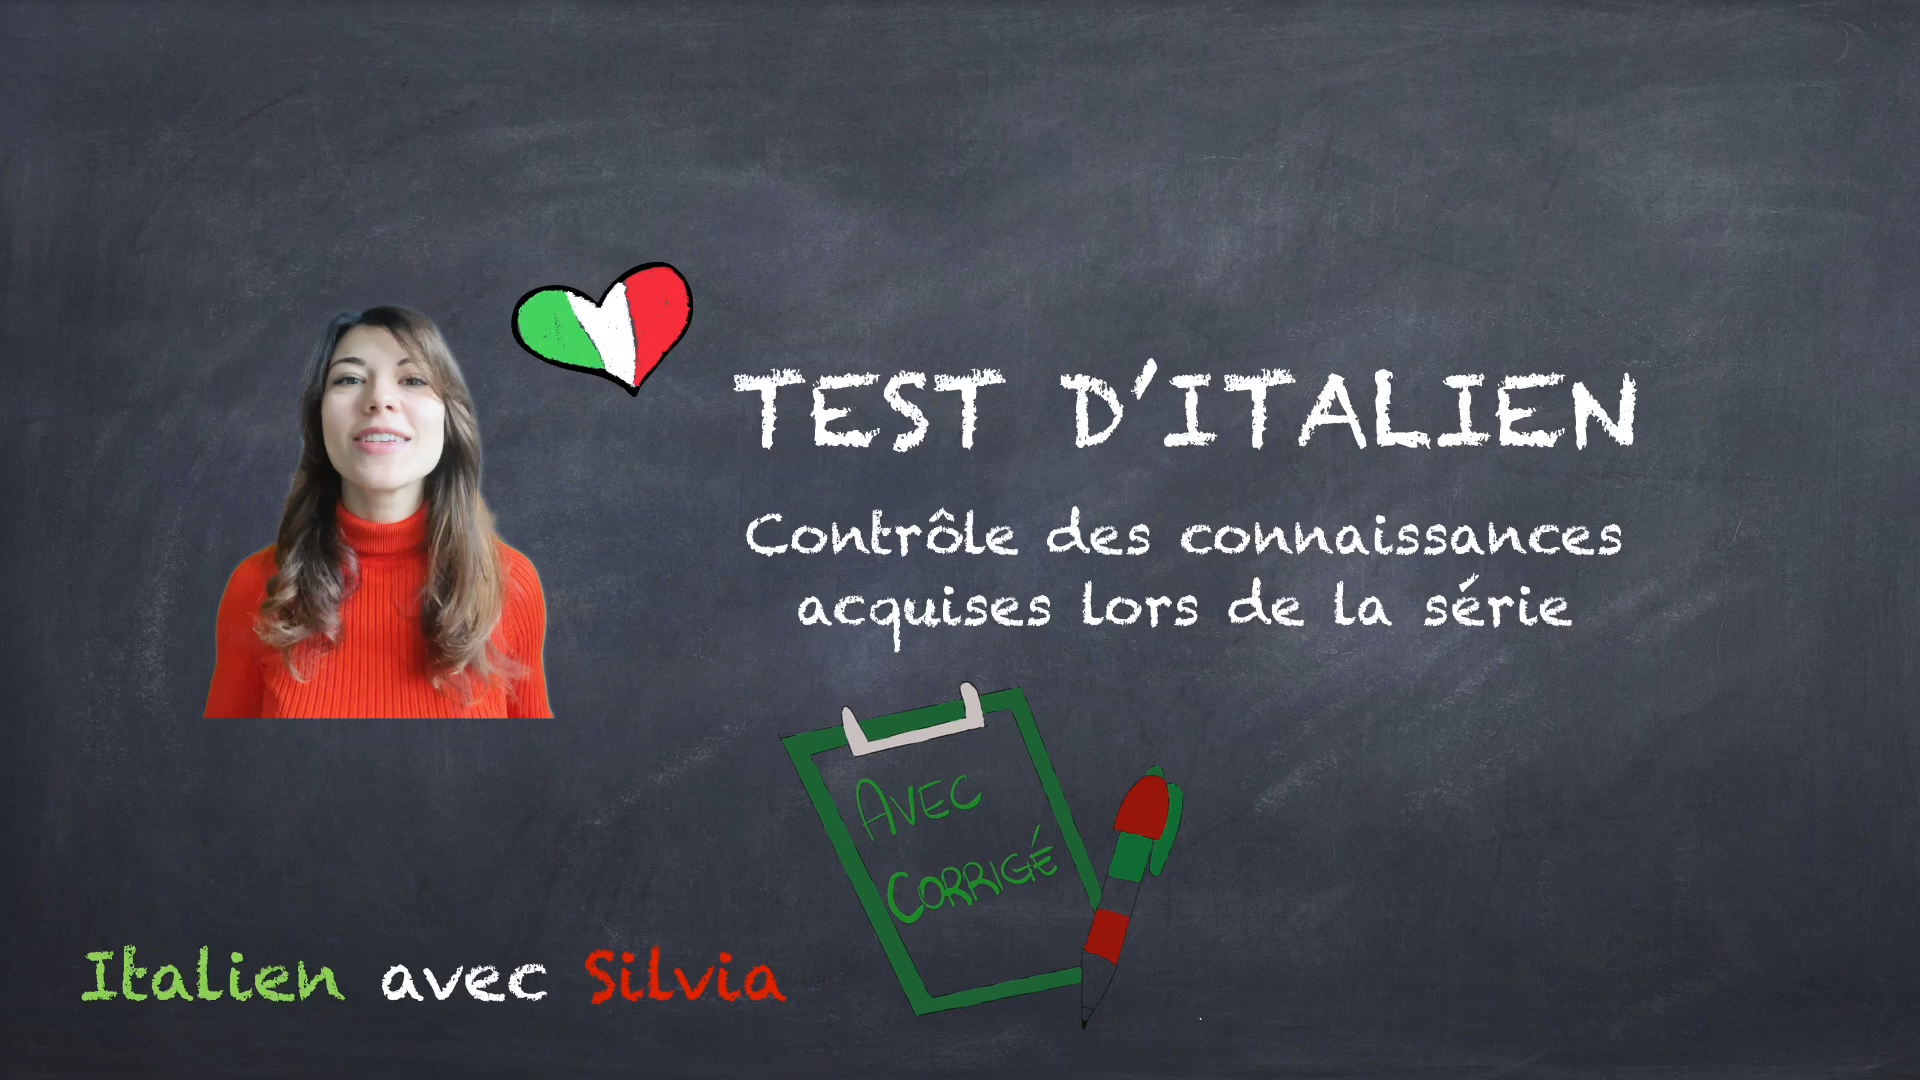 TEST D'ITALIEN
Contrôle des connaissances
acquises lors de la série
AVEC
CORRIGÉ
Italien avec Silvia